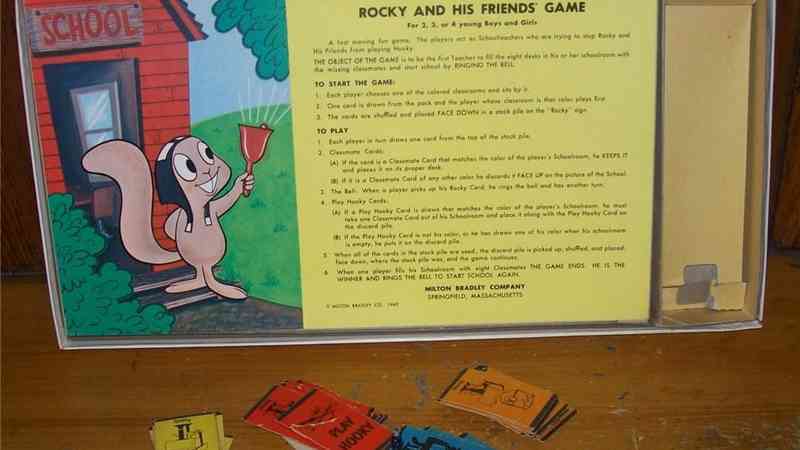 SCHOOL
ROCKY AND HIS FRIENDS' GAME
For 2, 3, or 4 young Boys and Girls
A fast moving fun game. The players act as Schoolteachers who are trying to stop Rocky and
His Friends from playing Hooky.
THE OBJECT OF THE GAME is to be the first Teacher to fill the eight desks in his or her schoolroom with
the missing classmates and start school by RINGING THE BELL.
TO START THE GAME:
1. Each player chooses one of the colored classrooms and sits by it.
2. One card is drawn from the pack and the player whose classroom is that color plays first.
3. The cards are shuffled and placed FACE DOWN in a stock pile on the "Rocky" sign.
TO PLAY
1. Each player in turn draws one card from the top of the stock pile.
2. Classmate Cards:
(A) If the card is a Classmate Card that matches the color of the player's Schoolroom, he KEEPS IT
and places it on its proper desk.
(B) If it is a Classmate Card of any other color he discards it FACE UP on the picture of the School.
3. The Bell: When a player picks up his Rocky Card, he rings the bell and has another turn.
4. Play Hooky Cards:
(A) If a Play Hooky Card is drawn that matches the color of the player's Schoolroom, he must
take one Classmate Card out of his Schoolroom and place it along with the Play Hooky Card on
the discard pile.
(B) If the Play Hooky Card is not his color, or he has drawn one of his color when his schoolroom
is empty, he puts it on the discard pile.
5. When all of the cards in the stock pile are used, the discard pile is picked up, shuffled, and placed,
face down, where the stock pile was, and the game continues.
6. When one player fills his Schoolroom with eight Classmates THE GAME ENDS. HE IS THE
WINNER AND RINGS THE BELL TO START SCHOOL AGAIN.
MILTON BRADLEY COMPANY
SPRINGFIELD, MASSACHUSETTS
© MILTON BRADLEY CO. 1960
PLAY
HOOKY